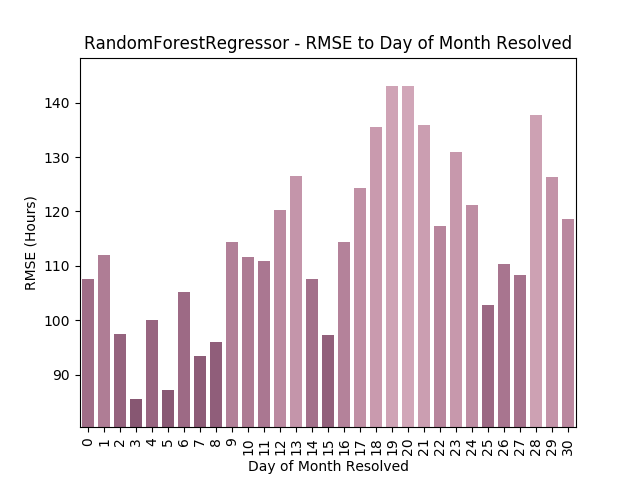 RandomForestRegressor - RMSE to Day of Month Resolved
140
130
120
110
100
90
RMSE (Hours)
0 1 2 3 4 5 6 7 8 9 10 11 12 13 14 15 16 17 18 19 20 21 22 23 24 25 26 27 28 29 30
Day of Month Resolved